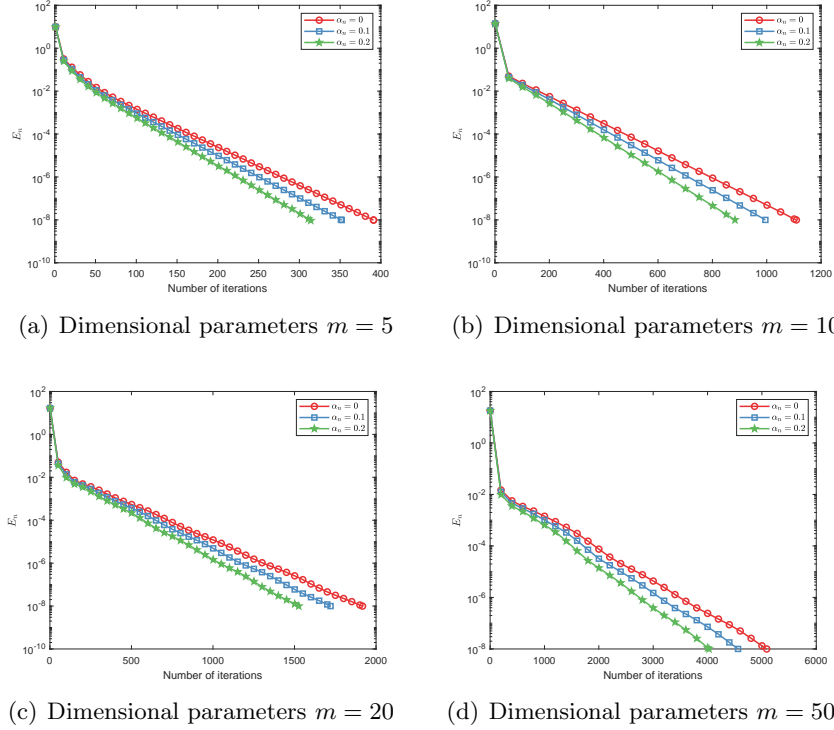 10^2
10^0
10^-2
10^-4
10^-6
10^-8
10^-10
E_n
α_n = 0
α_n = 0.1
α_n = 0.2
0 50 100 150 200 250 300 350 400
Number of iterations
(a) Dimensional parameters m = 5
10^2
10^0
10^-2
10^-4
10^-6
10^-8
10^-10
E_n
α_n = 0
α_n = 0.1
α_n = 0.2
0 200 400 600 800 1000 1200
Number of iterations
(b) Dimensional parameters m = 10
10^2
10^0
10^-2
10^-4
10^-6
10^-8
10^-10
E_n
α_n = 0
α_n = 0.1
α_n = 0.2
0 500 1000 1500 2000
Number of iterations
(c) Dimensional parameters m = 20
10^2
10^0
10^-2
10^-4
10^-6
10^-8
E_n
α_n = 0
α_n = 0.1
α_n = 0.2
0 1000 2000 3000 4000 5000 6000
Number of iterations
(d) Dimensional parameters m = 50